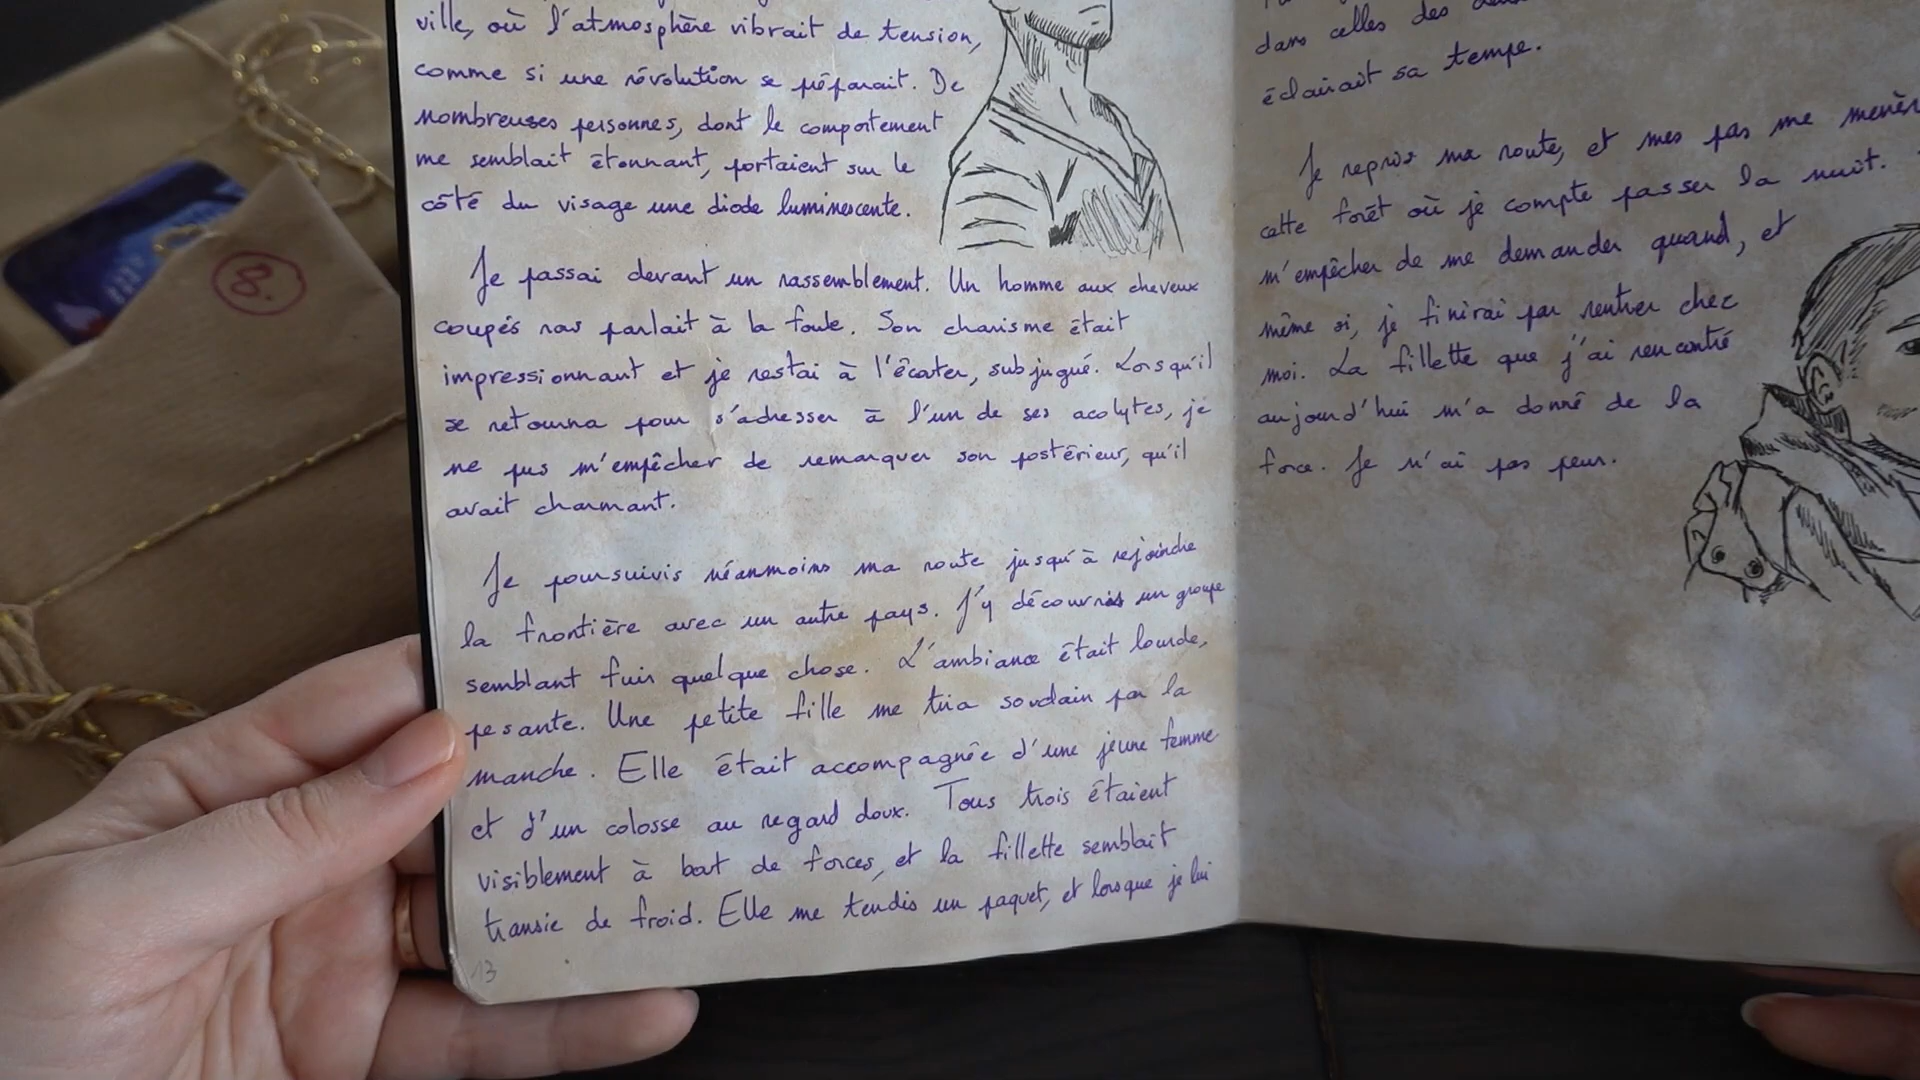 ville, où l'atmosphère vibrait de tension,
comme si une révolution se préparait. De
nombreuses personnes, dont le comportement
me semblait étonnant, portaient sur le
côté du visage une diode luminescente.
Je passai devant un rassemblement. Un homme aux cheveux
coupés ras parlait à la foule. Son charisme était
impressionnant et je restai à l'écater, subjugué. Lorsqu'il
se retourna pour s'adresser à l'un de ses acolytes, je
ne pus m'empêcher de remarquer son postérieur, qu'il
avait charmant.
Je poursuivis néanmoins ma route jusqu'à rejoindre
la frontière avec un autre pays. J'y découvris un groupe
semblant fuir quelque chose. L'ambiance était lourde,
pesante. Une petite fille me tira soudain par la
manche. Elle était accompagnée d'une jeune femme
et d'un colosse au regard doux. Tous trois étaient
visiblement à bout de forces, et la fillette semblait
transie de froid. Elle me tendis un paquet, et lorsque je lui
13
dans celles des
éclairait sa tempe.
Je repris ma route, et mes pas me menèr
cette forêt où je compte passer la nuit.
m'empêcher de me demander quand, et
même si, je finirai par rentrer chez
moi. La fillette que j'ai rencontré
aujourd'hui m'a donné de la
force. Je n'ai pas peur.
8.